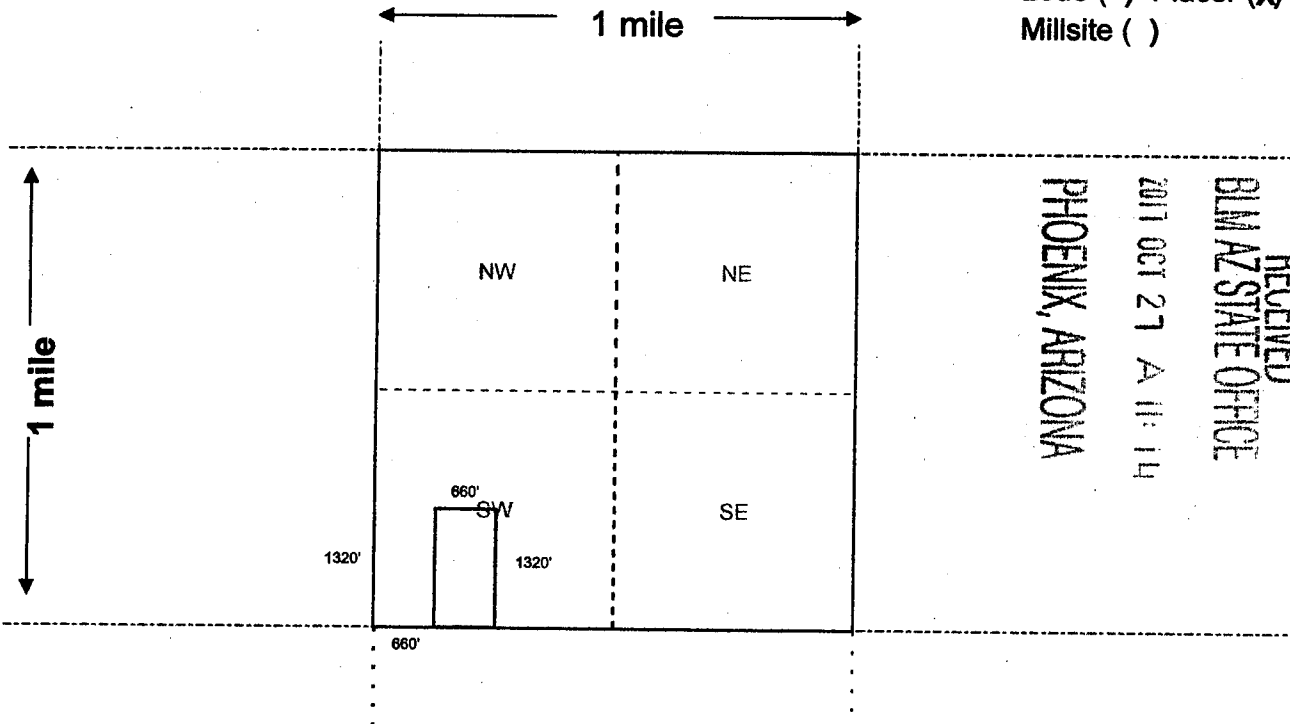 1 mile
Placer (X)
Millsite ( )
1 mile
NW
NE
SW
SE
660'
1320'
1320'
660'
RECEIVED
BLM AZ STATE OFFICE
2017 OCT 27 A 11: 14
PHOENIX, ARIZONA